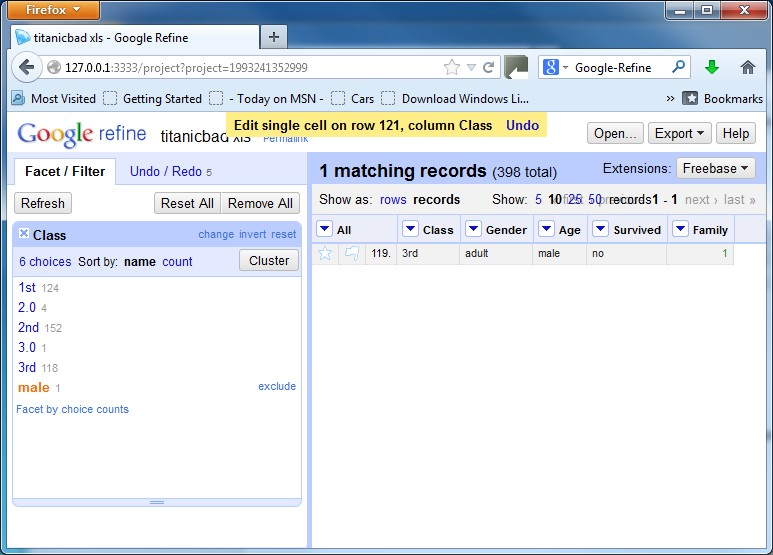 Firefox
titanicbad xls - Google Refine
127.0.0.1:3333/project?project=1993241352999
Google-Refine
Most Visited Getting Started - Today on MSN - Cars Download Windows Li... » Bookmarks
Google refine titanicbad xls Permalink
Edit single cell on row 121, column Class Undo
Open... Export Help
Facet / Filter Undo / Redo 5
1 matching records (398 total)
Extensions: Freebase
Refresh Reset All Remove All
Show as: rows records Show: 5 10 25 50 records 1 - 1 next › last »
Class change invert reset
All Class Gender Age Survived Family
6 choices Sort by: name count Cluster
119. 3rd adult male no 1
1st 124
2.0 4
2nd 152
3.0 1
3rd 118
male 1 exclude
Facet by choice counts